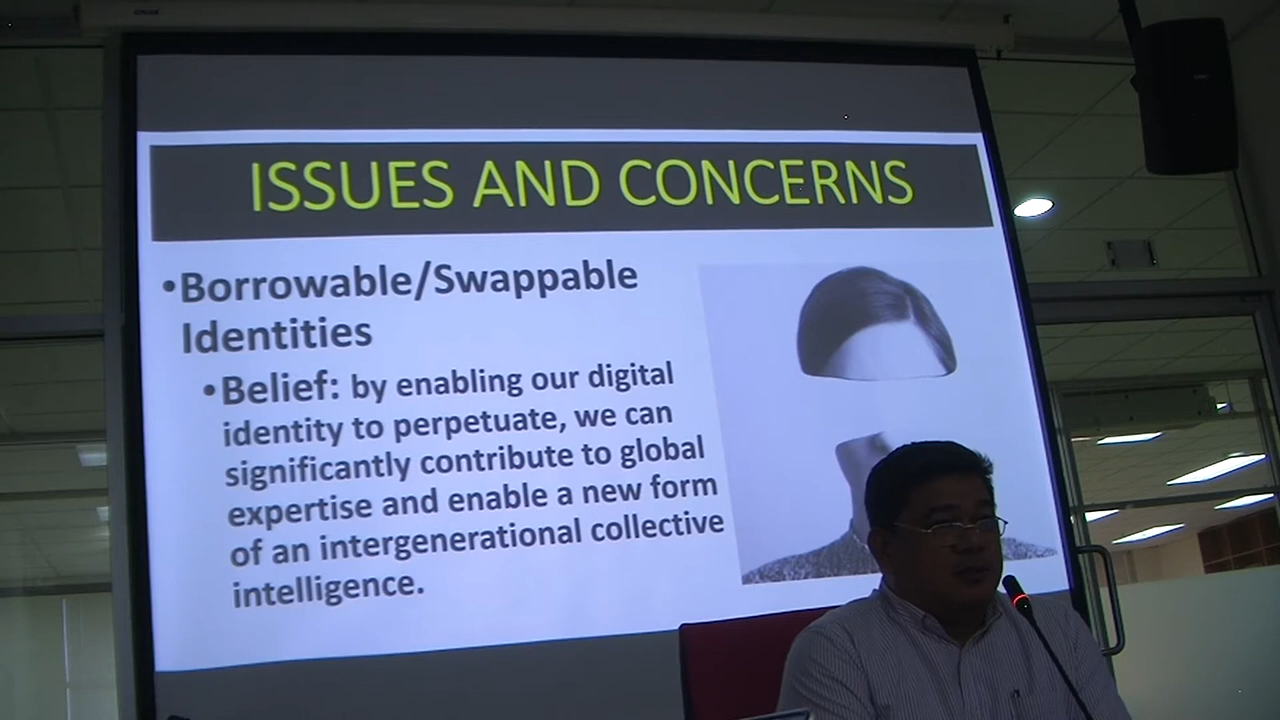 ISSUES AND CONCERNS
•Borrowable/Swappable
Identities
•Belief: by enabling our digital
identity to perpetuate, we can
significantly contribute to global
expertise and enable a new form
of an intergenerational collective
intelligence.